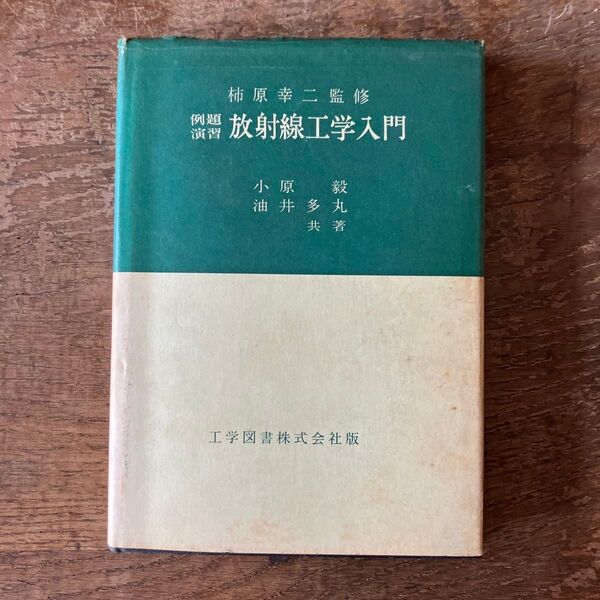 柿原幸二監修
例題演習 放射線工学入門
小原 毅
油井多丸
共著
工学図書株式会社版